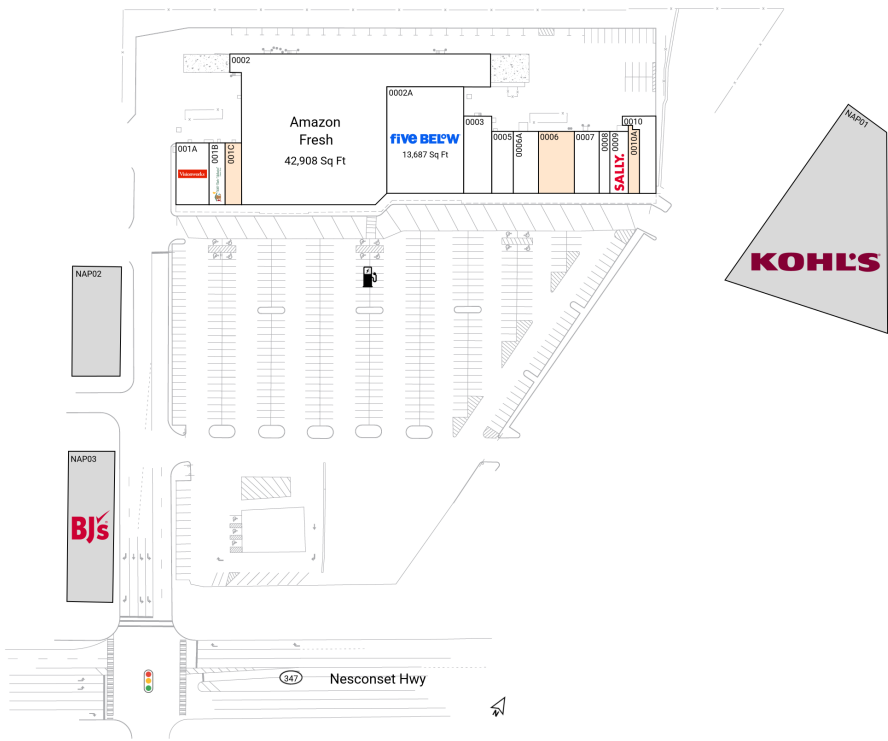 0002
0002A
Amazon
Fresh
42,908 Sq Ft
five BEL°W
13,687 Sq Ft
001A
Visionworks
001B
001C
0003
0005
0006A
0006
0007
0008
0009
SALLY.
0010
0010A
NAP01
KOHL'S
NAP02
NAP03
BJ's
347
Nesconset Hwy
N